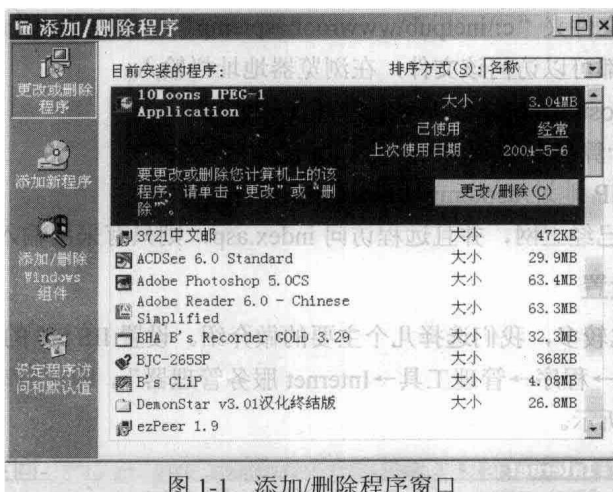 添加/删除程序
更改或删除
程序
添加新程序
添加/删除
Windows
组件
设定程序访
问和默认值
目前安装的程序:
排序方式(S): 名称
10Moons MPEG-1
Application
大小 3.04MB
已使用 经常
上次使用日期 2004-5-6
要更改或删除您计算机上的该
程序,请单击“更改”或“删
除”。
更改/删除(C)
3721中文邮 大小 472KB
ACDSee 6.0 Standard 大小 29.9MB
Adobe Photoshop 5.0CS 大小 63.4MB
Adobe Reader 6.0 - Chinese
Simplified 大小 63.3MB
BHA B's Recorder GOLD 3.29 大小 32.3MB
BJC-265SP 大小 368KB
B's CLiP 大小 4.08MB
DemonStar v3.01汉化终结版 大小 26.8MB
ezPeer 1.9
图 1-1 添加/删除程序窗口